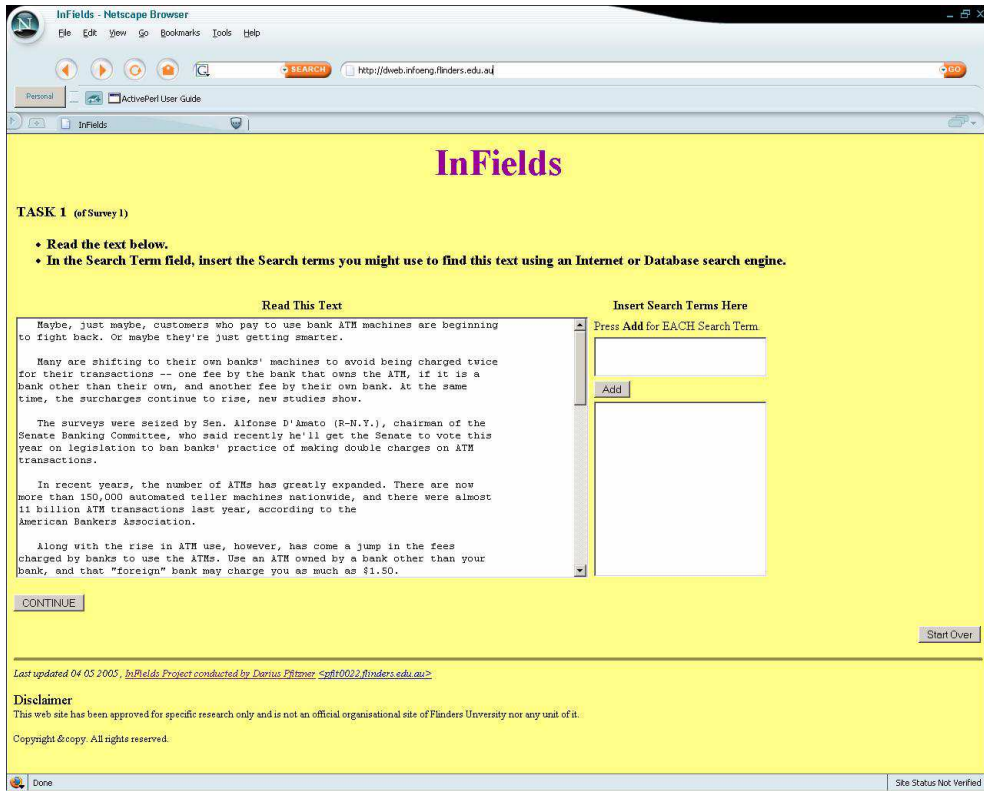 InFields - Netscape Browser
File Edit View Go Bookmarks Tools Help
SEARCH http://dweb.infoeng.flinders.edu.au GO
Personal ActivePerl User Guide
InFields
InFields
TASK 1 (of Survey 1)
• Read the text below.
• In the Search Term field, insert the Search terms you might use to find this text using an Internet or Database search engine.
Read This Text
Maybe, just maybe, customers who pay to use bank ATM machines are beginning
to fight back. Or maybe they're just getting smarter.
Many are shifting to their own banks' machines to avoid being charged twice
for their transactions -- one fee by the bank that owns the ATM, if it is a
bank other than their own, and another fee by their own bank. At the same
time, the surcharges continue to rise, new studies show.
The surveys were seized by Sen. Alfonse D'Amato (R-N.Y.), chairman of the
Senate Banking Committee, who said recently he'll get the Senate to vote this
year on legislation to ban banks' practice of making double charges on ATM
transactions.
In recent years, the number of ATMs has greatly expanded. There are now
more than 150,000 automated teller machines nationwide, and there were almost
11 billion ATM transactions last year, according to the
American Bankers Association.
Along with the rise in ATM use, however, has come a jump in the fees
charged by banks to use the ATMs. Use an ATM owned by a bank other than your
bank, and that "foreign" bank may charge you as much as $1.50.
Insert Search Terms Here
Press Add for EACH Search Term.
Add
CONTINUE
Start Over
Last updated 04 05 2005 , InFields Project conducted by Darius Pfitzner <pfit0022.flinders.edu.au>
Disclaimer
This web site has been approved for specific research only and is not an official organisational site of Flinders Unversity nor any unit of it.
Copyright &copy. All rights reserved.
Done Site Status Not Verified